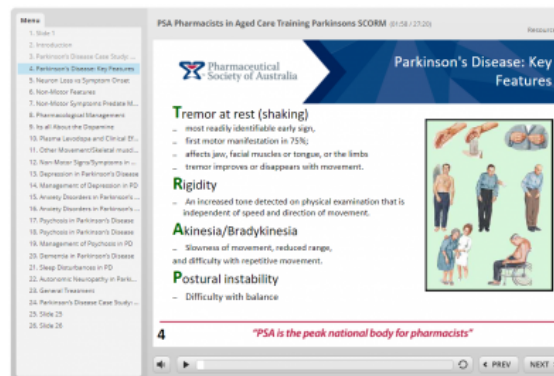 Menu
1. Slide 1
2. Introduction
3. Parkinson's Disease Case Study: ...
4. Parkinson's Disease: Key Features
5. Neuron Loss vs Symptom Onset
6. Non-Motor Features
7. Non-Motor Symptoms Predate M...
8. Pharmacological Management
9. Its all About the Dopamine
10. Plasma Levodopa and Clinical Ef...
11. Other Movement/Skeletal muscl...
12. Non-Motor Signs/Symptoms in ...
13. Depression in Parkinson's Disease
14. Management of Depression in PD
15. Anxiety Disorders in Parkinson's ...
16. Anxiety Disorders in Parkinson's ...
17. Psychosis in Parkinson's Disease
18. Psychosis in Parkinson's Disease
19. Management of Psychosis in PD
20. Dementia in Parkinson's Disease
21. Sleep Disturbances in PD
22. Autonomic Neuropathy in Parki...
23. General Treatment
24. Parkinson's Disease Case Study: ...
25. Slide 25
26. Slide 26
PSA Pharmacists in Aged Care Training Parkinsons SCORM (01:58 / 27:20)
Resourc
Pharmaceutical
Society of Australia
Parkinson's Disease: Key
Features
Tremor at rest (shaking)
– most readily identifiable early sign,
– first motor manifestation in 75%;
– affects jaw, facial muscles or tongue, or the limbs
– tremor improves or disappears with movement.
Rigidity
– An increased tone detected on physical examination that is
independent of speed and direction of movement.
Akinesia/Bradykinesia
– Slowness of movement, reduced range,
and difficulty with repetitive movement.
Postural instability
– Difficulty with balance
4
"PSA is the peak national body for pharmacists"
PREV
NEXT